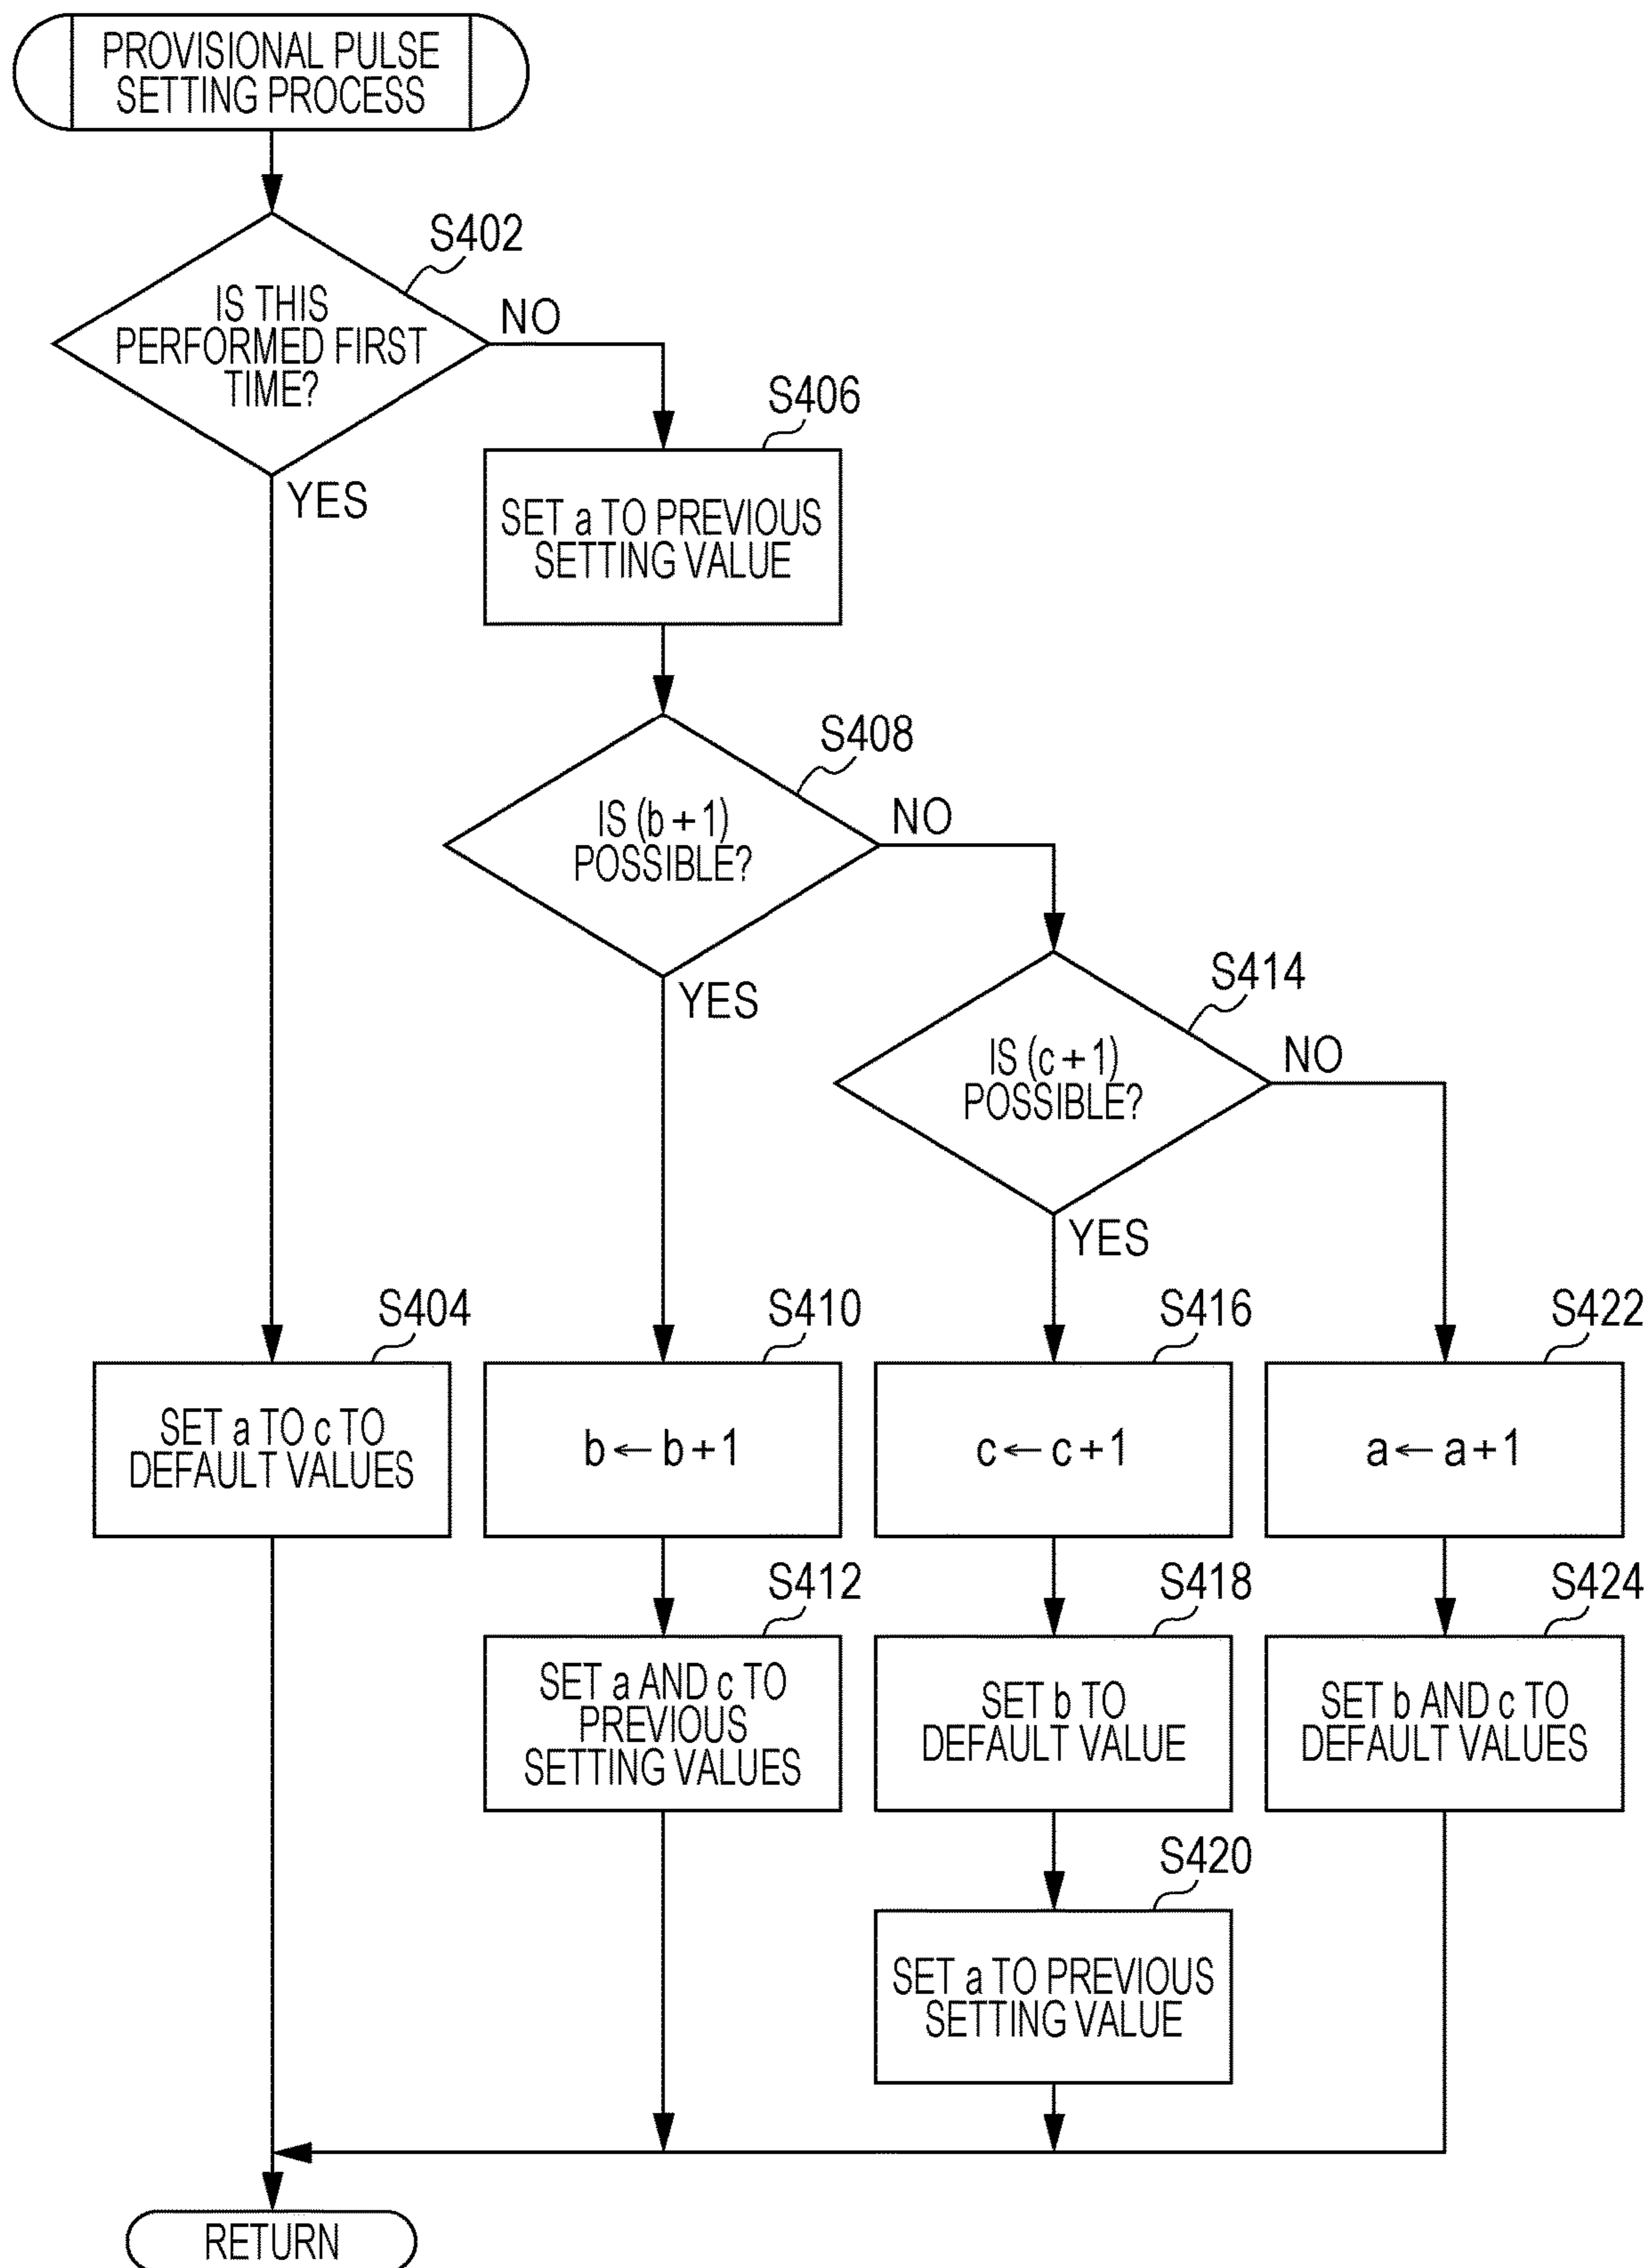 PROVISIONAL PULSE
SETTING PROCESS
S402
IS THIS
PERFORMED FIRST
TIME?
NO
YES
S406
SET a TO PREVIOUS
SETTING VALUE
S408
IS (b + 1)
POSSIBLE?
NO
YES
S414
IS (c + 1)
POSSIBLE?
NO
YES
S404
SET a TO c TO
DEFAULT VALUES
S410
b ← b + 1
S416
c ← c + 1
S422
a ← a + 1
S412
SET a AND c TO
PREVIOUS
SETTING VALUES
S418
SET b TO
DEFAULT VALUE
S424
SET b AND c TO
DEFAULT VALUES
S420
SET a TO PREVIOUS
SETTING VALUE
RETURN